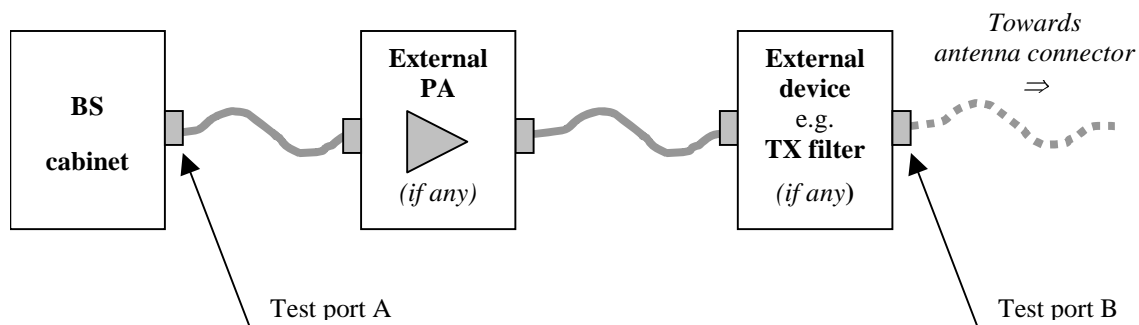 BS
cabinet
External
PA
(if any)
External
device
e.g.
TX filter
(if any)
Towards
antenna connector
⇒
Test port A
Test port B